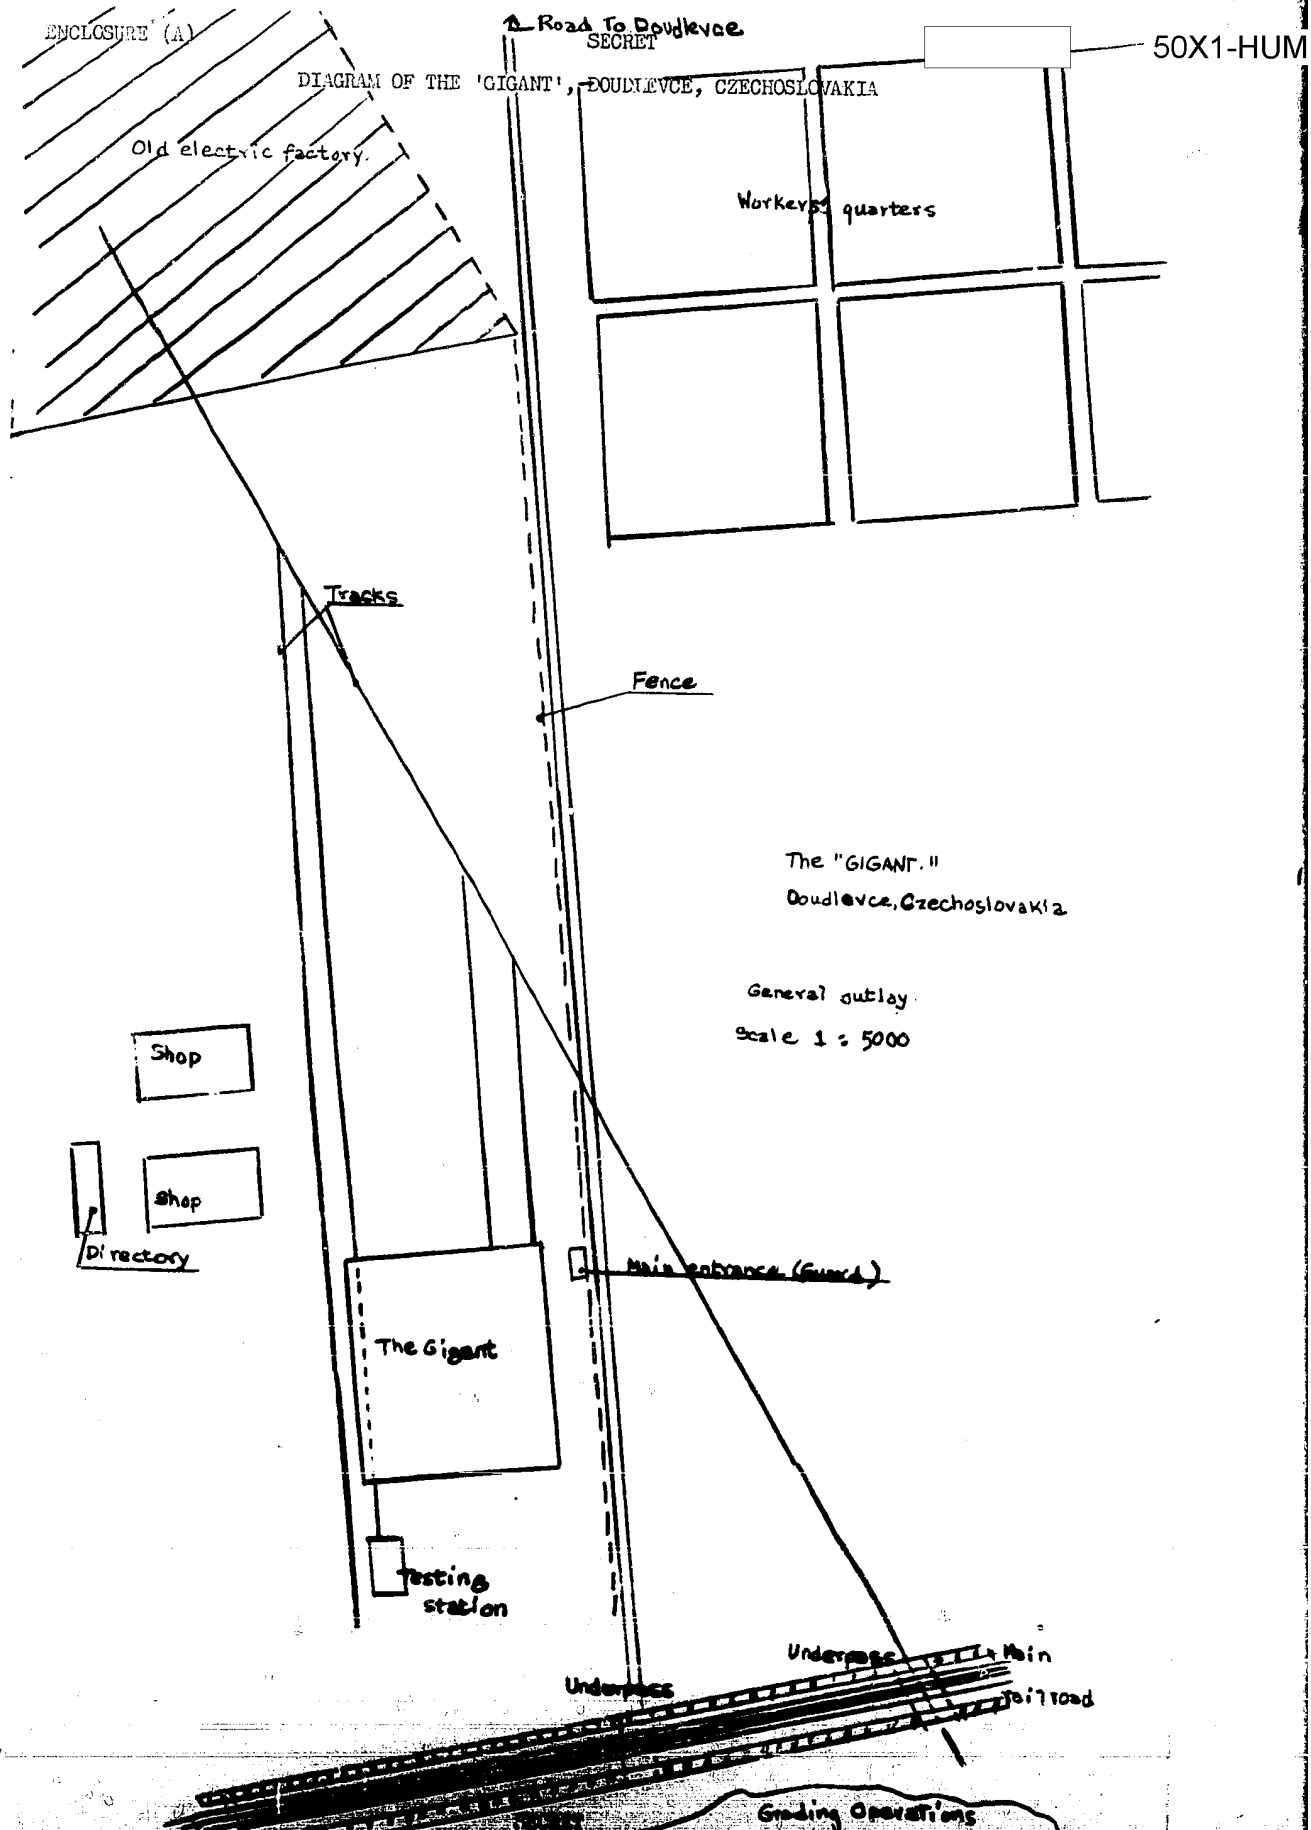 ENCLOSURE (A)
Road To Doudlevce
SECRET
50X1-HUM
DIAGRAM OF THE 'GIGANT', DOUDLEVCE, CZECHOSLOVAKIA
Old electric factory.
Workers' quarters
Tracks
Fence
The "GIGANT."
Doudlevce, Czechoslovakia
General outlay
Scale 1 : 5000
Shop
Shop
Directory
Main entrance (Guard)
The Gigant
Testing
station
Underpass
Main
Underpass
railroad
Grading Operations